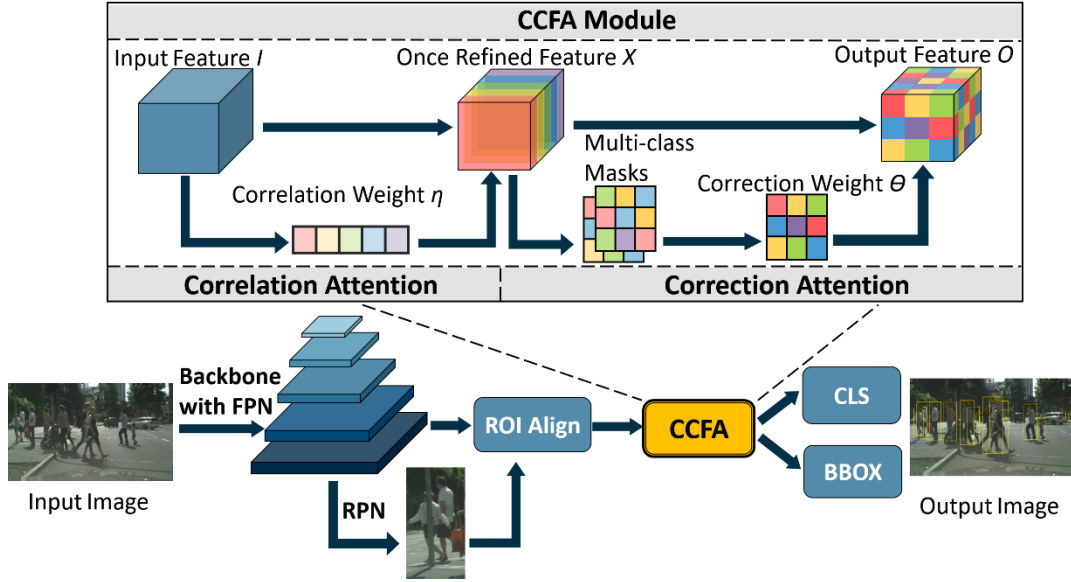 CCFA Module
Input Feature I
Once Refined Feature X
Output Feature O
Multi-class
Masks
Correlation Weight η
Correction Weight Θ
Correlation Attention
Correction Attention
Backbone
with FPN
ROI Align
CCFA
CLS
BBOX
RPN
Input Image
Output Image